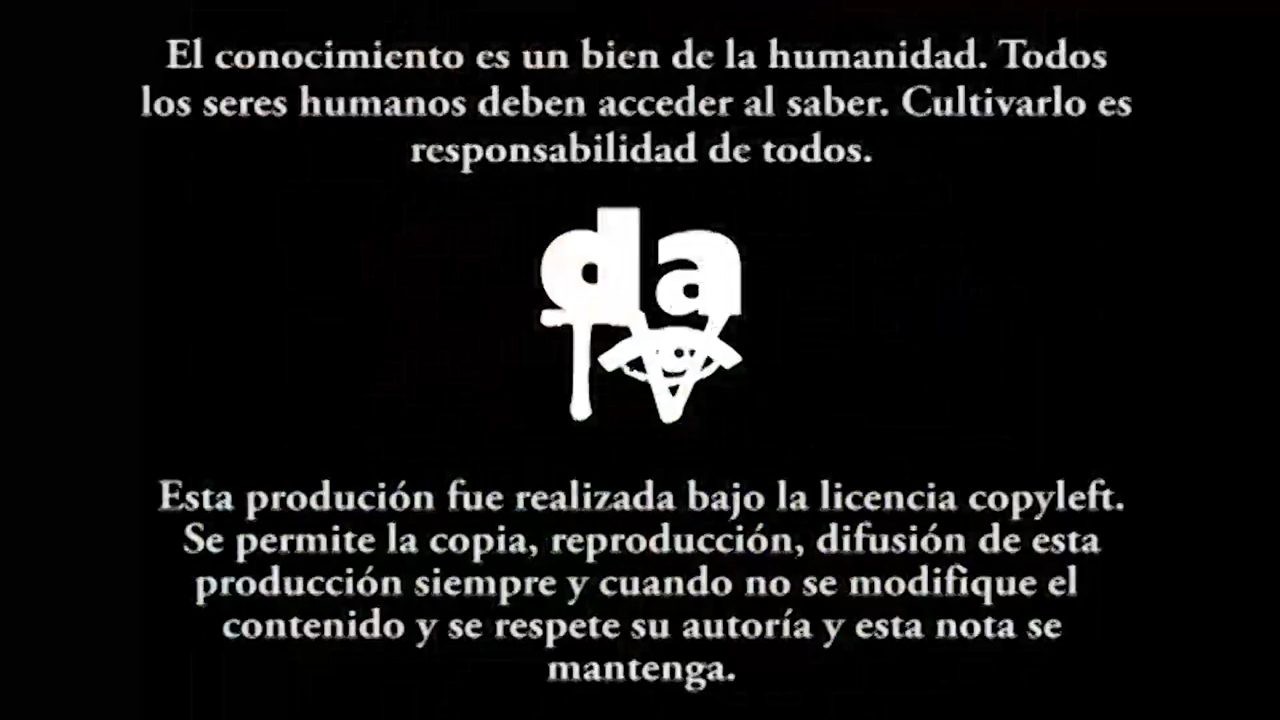 El conocimiento es un bien de la humanidad. Todos
los seres humanos deben acceder al saber. Cultivarlo es
responsabilidad de todos.
da
TV
Esta produción fue realizada bajo la licencia copyleft.
Se permite la copia, reproducción, difusión de esta
producción siempre y cuando no se modifique el
contenido y se respete su autoría y esta nota se
mantenga.